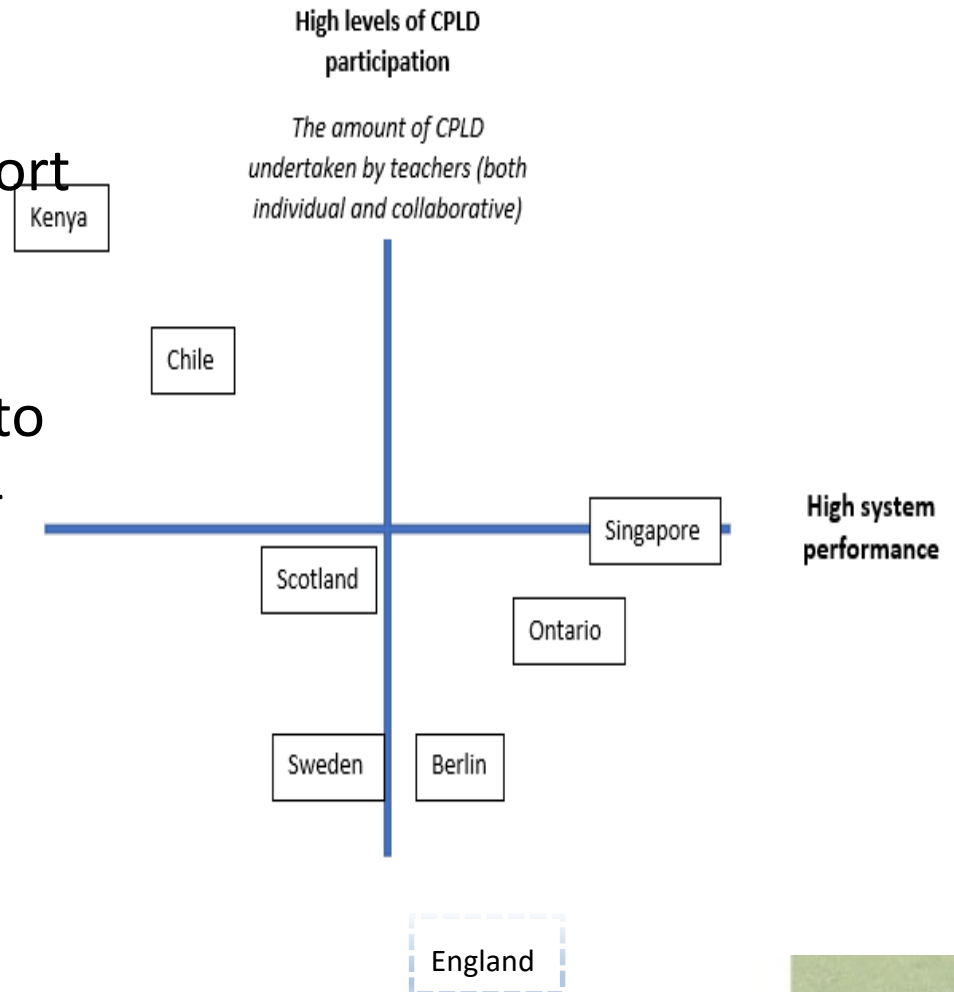 High levels of CPLD
participation
The amount of CPLD
undertaken by teachers (both
individual and collaborative)
ort
Kenya
Chile
to
Singapore
High system
performance
Scotland
Ontario
Sweden
Berlin
England